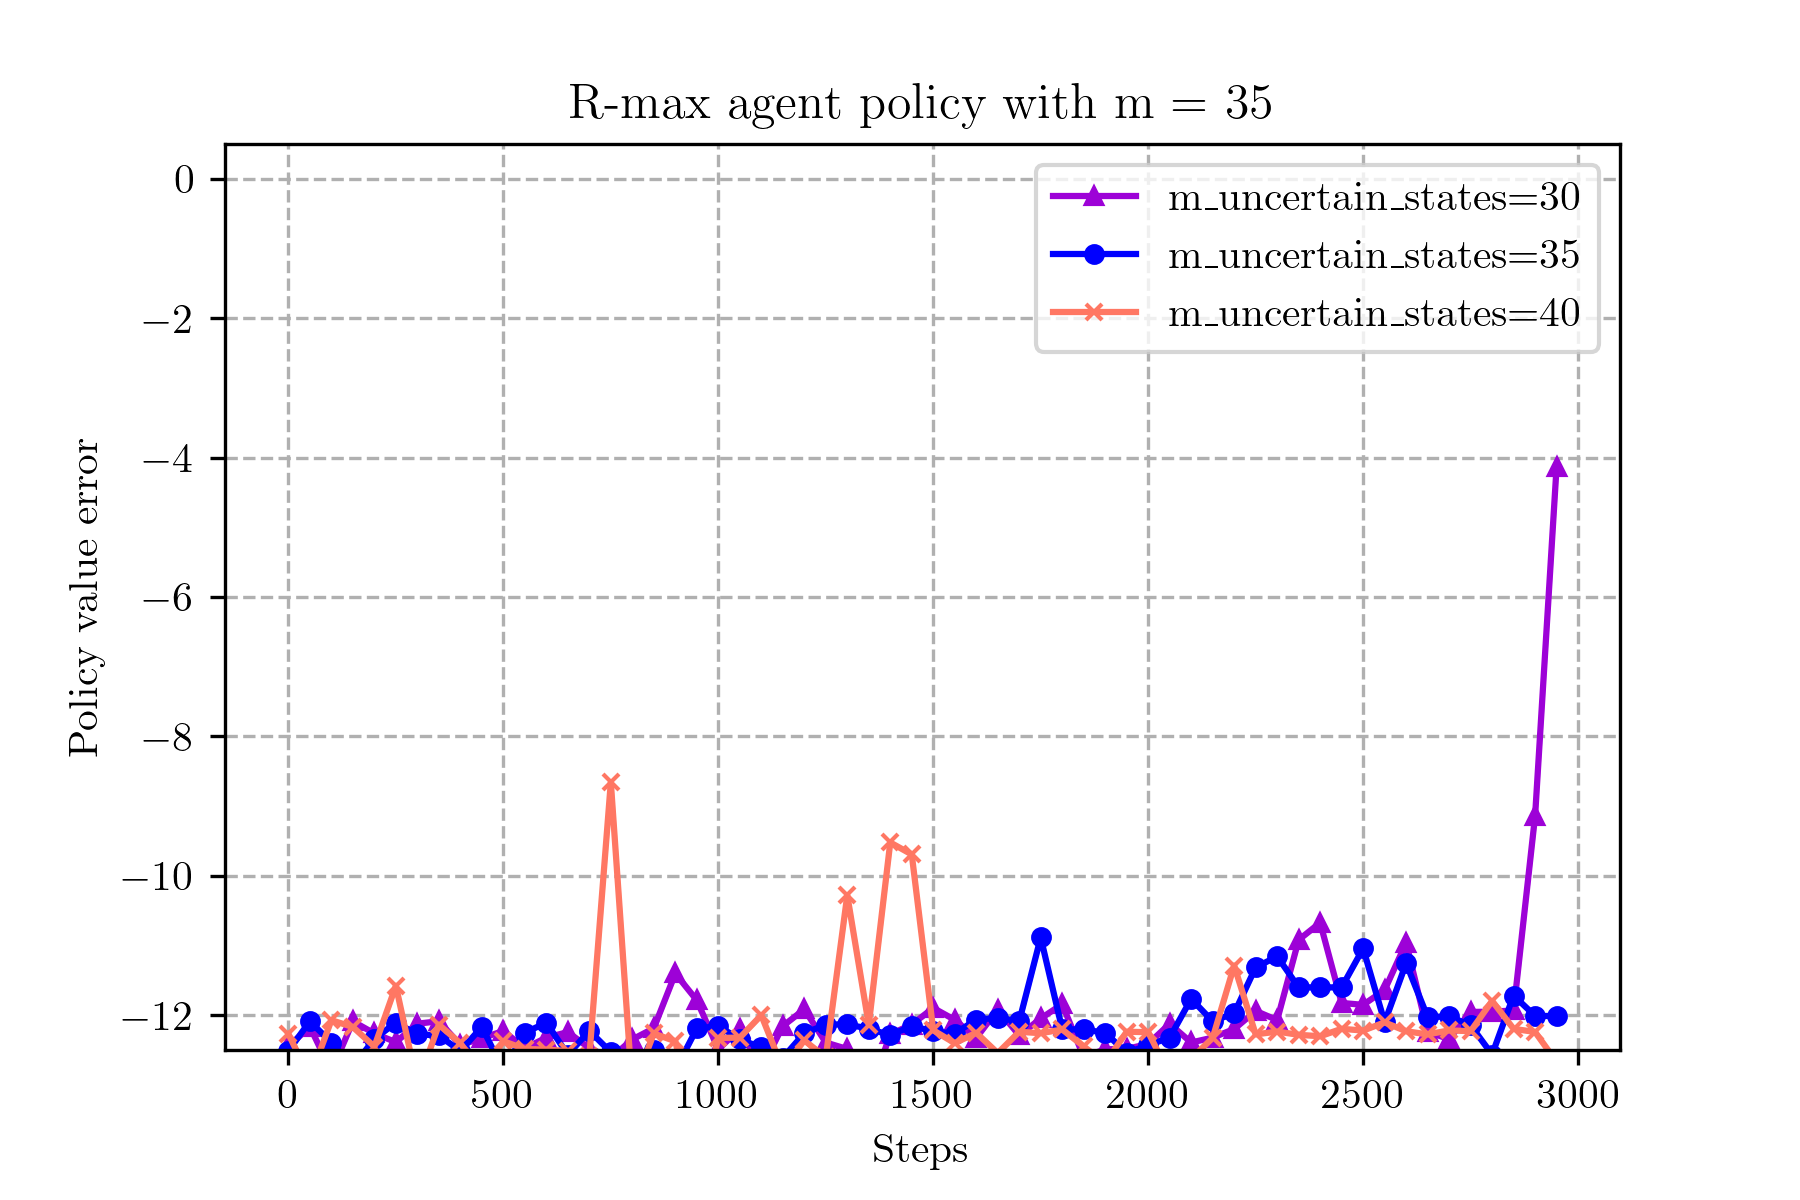 R-max agent policy with m = 35
m_uncertain_states=30
m_uncertain_states=35
m_uncertain_states=40
Policy value error
0
−2
−4
−6
−8
−10
−12
0 500 1000 1500 2000 2500 3000
Steps